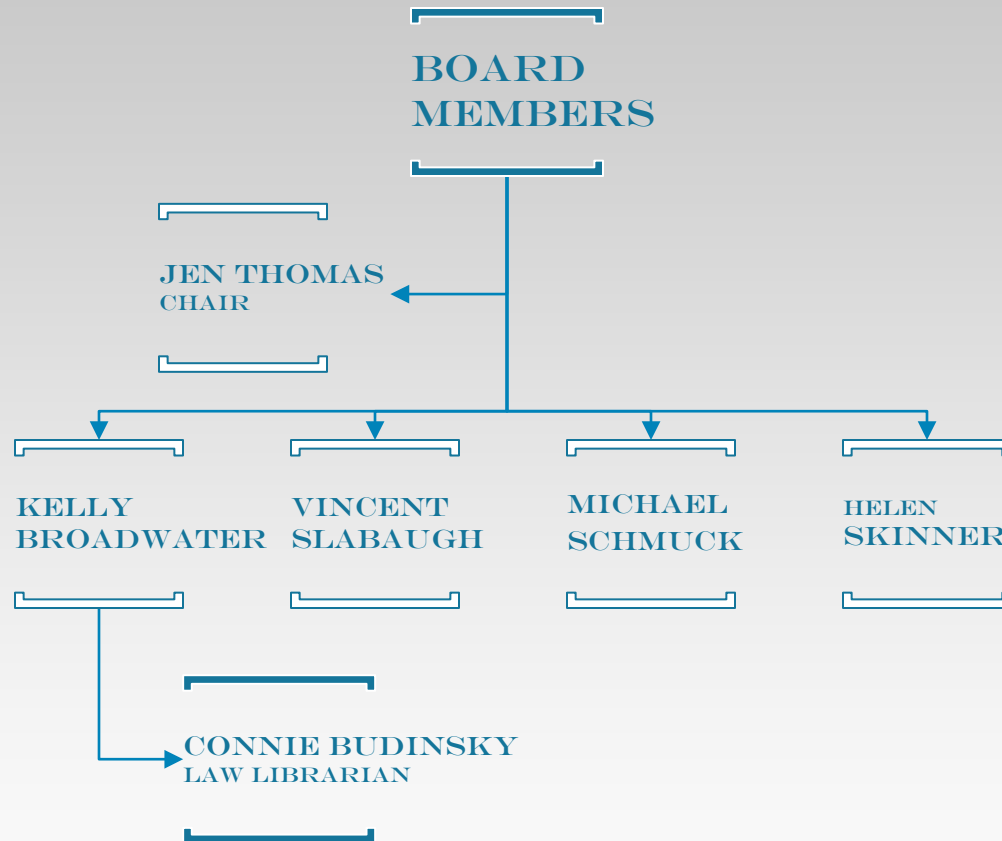 BOARD
MEMBERS
JEN THOMAS
CHAIR
KELLY
BROADWATER
VINCENT
SLABAUGH
MICHAEL
SCHMUCK
HELEN
SKINNER
CONNIE BUDINSKY
LAW LIBRARIAN